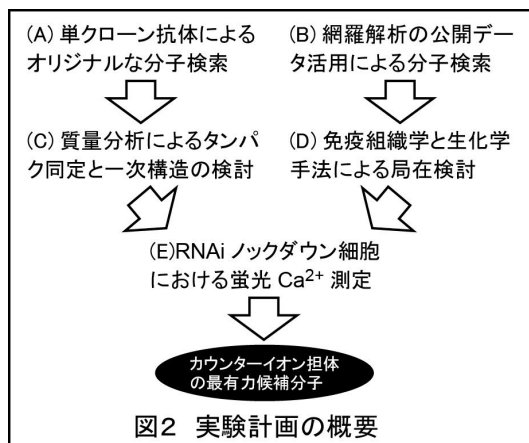 (A) 単クローン抗体による
オリジナルな分子検索
(B) 網羅解析の公開デー
タ活用による分子検索
(C) 質量分析によるタンパ
ク同定と一次構造の検討
(D) 免疫組織学と生化学
手法による局在検討
(E)RNAi ノックダウン細胞
における蛍光 Ca²⁺ 測定
カウンターイオン担体
の最有力候補分子
図2 実験計画の概要